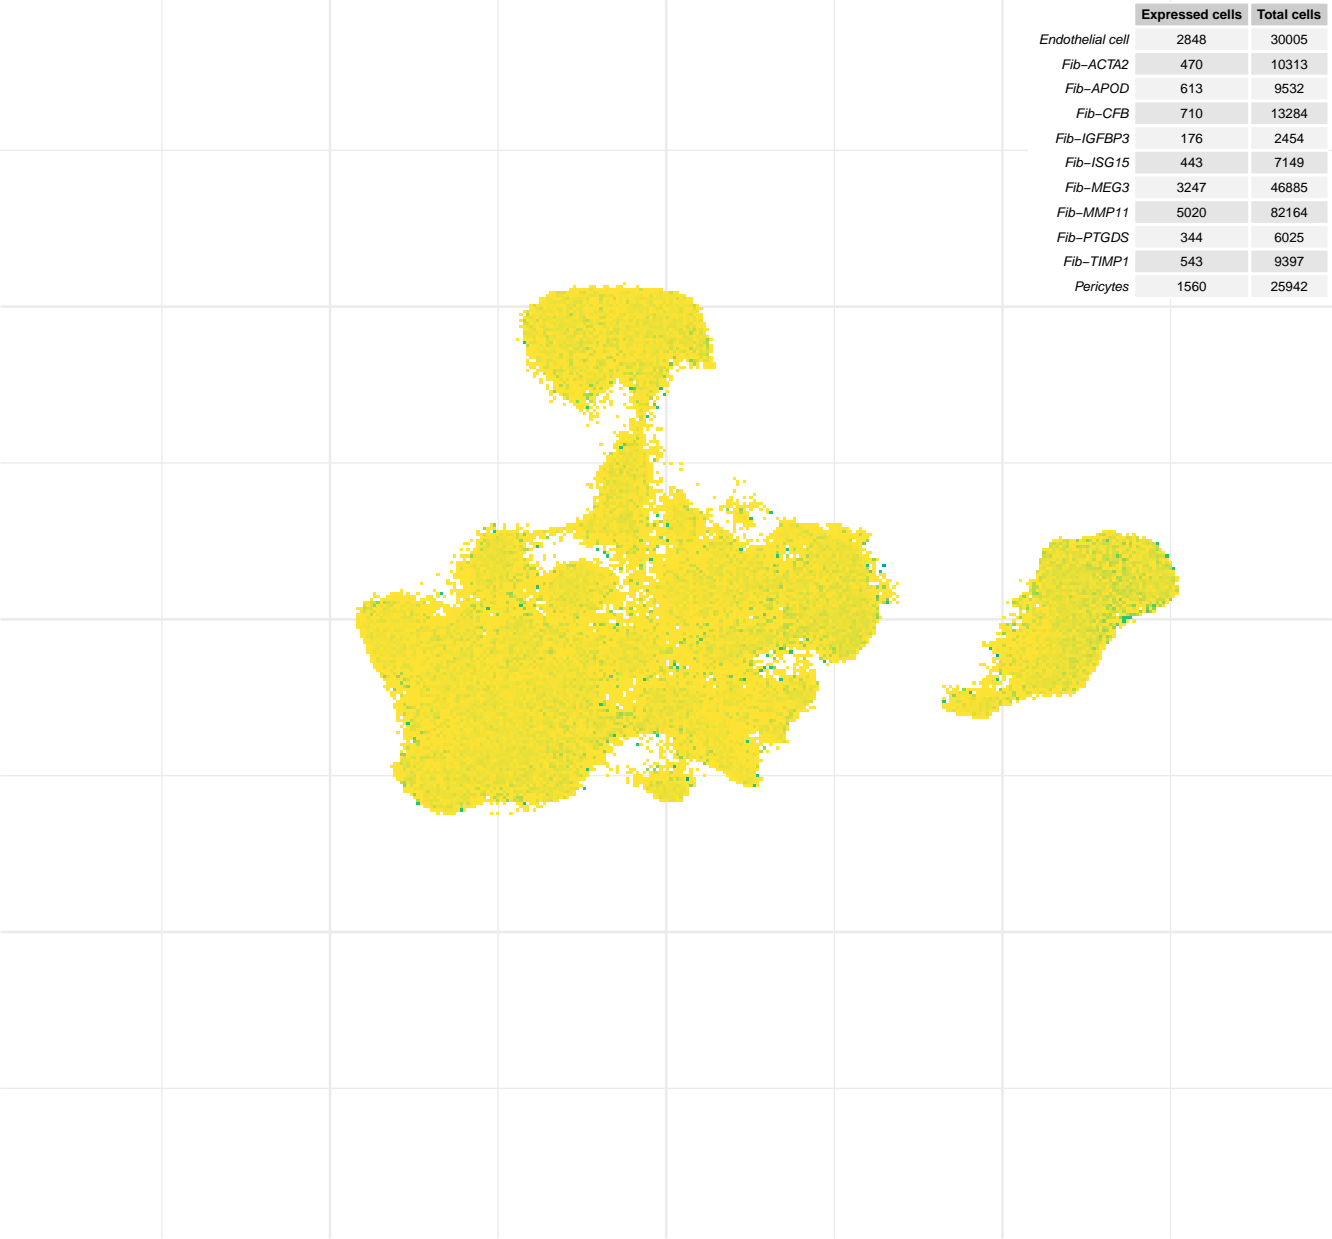 Expressed cells Total cells
Endothelial cell 2848 30005
Fib−ACTA2 470 10313
Fib−APOD 613 9532
Fib−CFB 710 13284
Fib−IGFBP3 176 2454
Fib−ISG15 443 7149
Fib−MEG3 3247 46885
Fib−MMP11 5020 82164
Fib−PTGDS 344 6025
Fib−TIMP1 543 9397
Pericytes 1560 25942